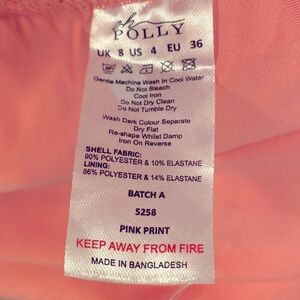 oh
POLLY
UK 8 US 4 EU 36
Gentle Machine Wash In Cool Water
Do Not Bleach
Cool Iron
Do Not Dry Clean
Do Not Tumble Dry
Wash Dark Colour Separate
Dry Flat
Re-shape Whilst Damp
Iron On Reverse
SHELL FABRIC:
90% POLYESTER & 10% ELASTANE
LINING:
86% POLYESTER & 14% ELASTANE
BATCH A
5258
PINK PRINT
KEEP AWAY FROM FIRE
MADE IN BANGLADESH